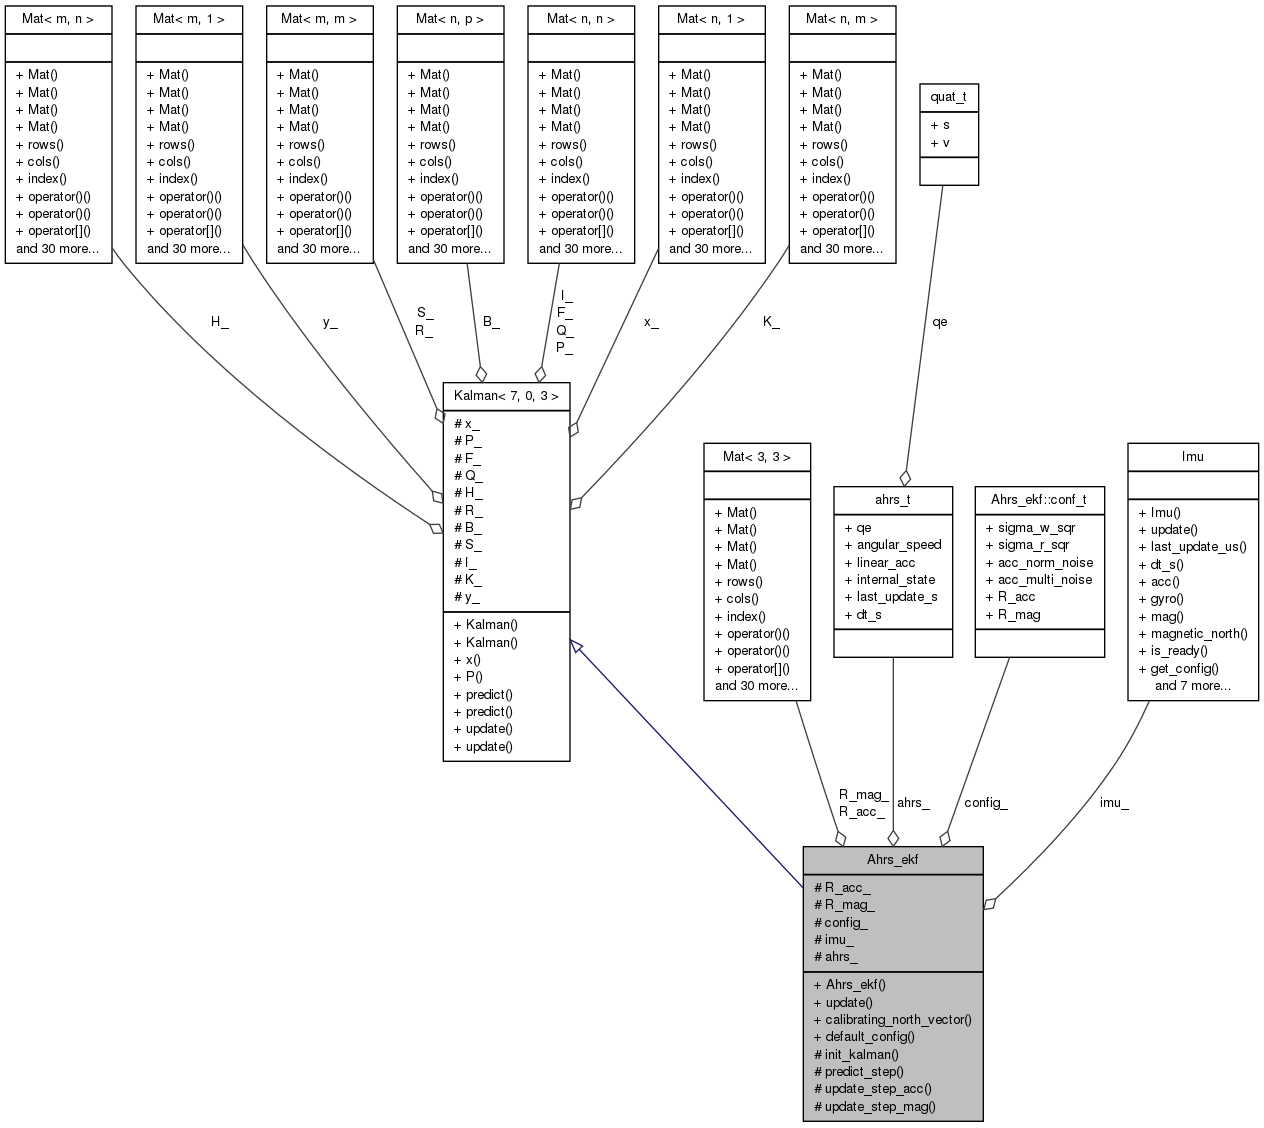 Mat< m, n >
+ Mat()
+ Mat()
+ Mat()
+ Mat()
+ rows()
+ cols()
+ index()
+ operator()()
+ operator()()
+ operator[]()
and 30 more...
Mat< m, 1 >
+ Mat()
+ Mat()
+ Mat()
+ Mat()
+ rows()
+ cols()
+ index()
+ operator()()
+ operator()()
+ operator[]()
and 30 more...
Mat< m, m >
+ Mat()
+ Mat()
+ Mat()
+ Mat()
+ rows()
+ cols()
+ index()
+ operator()()
+ operator()()
+ operator[]()
and 30 more...
Mat< n, p >
+ Mat()
+ Mat()
+ Mat()
+ Mat()
+ rows()
+ cols()
+ index()
+ operator()()
+ operator()()
+ operator[]()
and 30 more...
Mat< n, n >
+ Mat()
+ Mat()
+ Mat()
+ Mat()
+ rows()
+ cols()
+ index()
+ operator()()
+ operator()()
+ operator[]()
and 30 more...
Mat< n, 1 >
+ Mat()
+ Mat()
+ Mat()
+ Mat()
+ rows()
+ cols()
+ index()
+ operator()()
+ operator()()
+ operator[]()
and 30 more...
Mat< n, m >
+ Mat()
+ Mat()
+ Mat()
+ Mat()
+ rows()
+ cols()
+ index()
+ operator()()
+ operator()()
+ operator[]()
and 30 more...
quat_t
+ s
+ v
H_
y_
S_
R_
B_
I_
F_
Q_
P_
x_
K_
qe
Kalman< 7, 0, 3 >
# x_
# P_
# F_
# Q_
# H_
# R_
# B_
# S_
# I_
# K_
# y_
+ Kalman()
+ Kalman()
+ x()
+ P()
+ predict()
+ predict()
+ update()
+ update()
Mat< 3, 3 >
+ Mat()
+ Mat()
+ Mat()
+ Mat()
+ rows()
+ cols()
+ index()
+ operator()()
+ operator()()
+ operator[]()
and 30 more...
ahrs_t
+ qe
+ angular_speed
+ linear_acc
+ internal_state
+ last_update_s
+ dt_s
Ahrs_ekf::conf_t
+ sigma_w_sqr
+ sigma_r_sqr
+ acc_norm_noise
+ acc_multi_noise
+ R_acc
+ R_mag
Imu
+ Imu()
+ update()
+ last_update_us()
+ dt_s()
+ acc()
+ gyro()
+ mag()
+ magnetic_north()
+ is_ready()
+ get_config()
and 7 more...
R_mag_
R_acc_
ahrs_
config_
imu_
Ahrs_ekf
# R_acc_
# R_mag_
# config_
# imu_
# ahrs_
+ Ahrs_ekf()
+ update()
+ calibrating_north_vector()
+ default_config()
# init_kalman()
# predict_step()
# update_step_acc()
# update_step_mag()